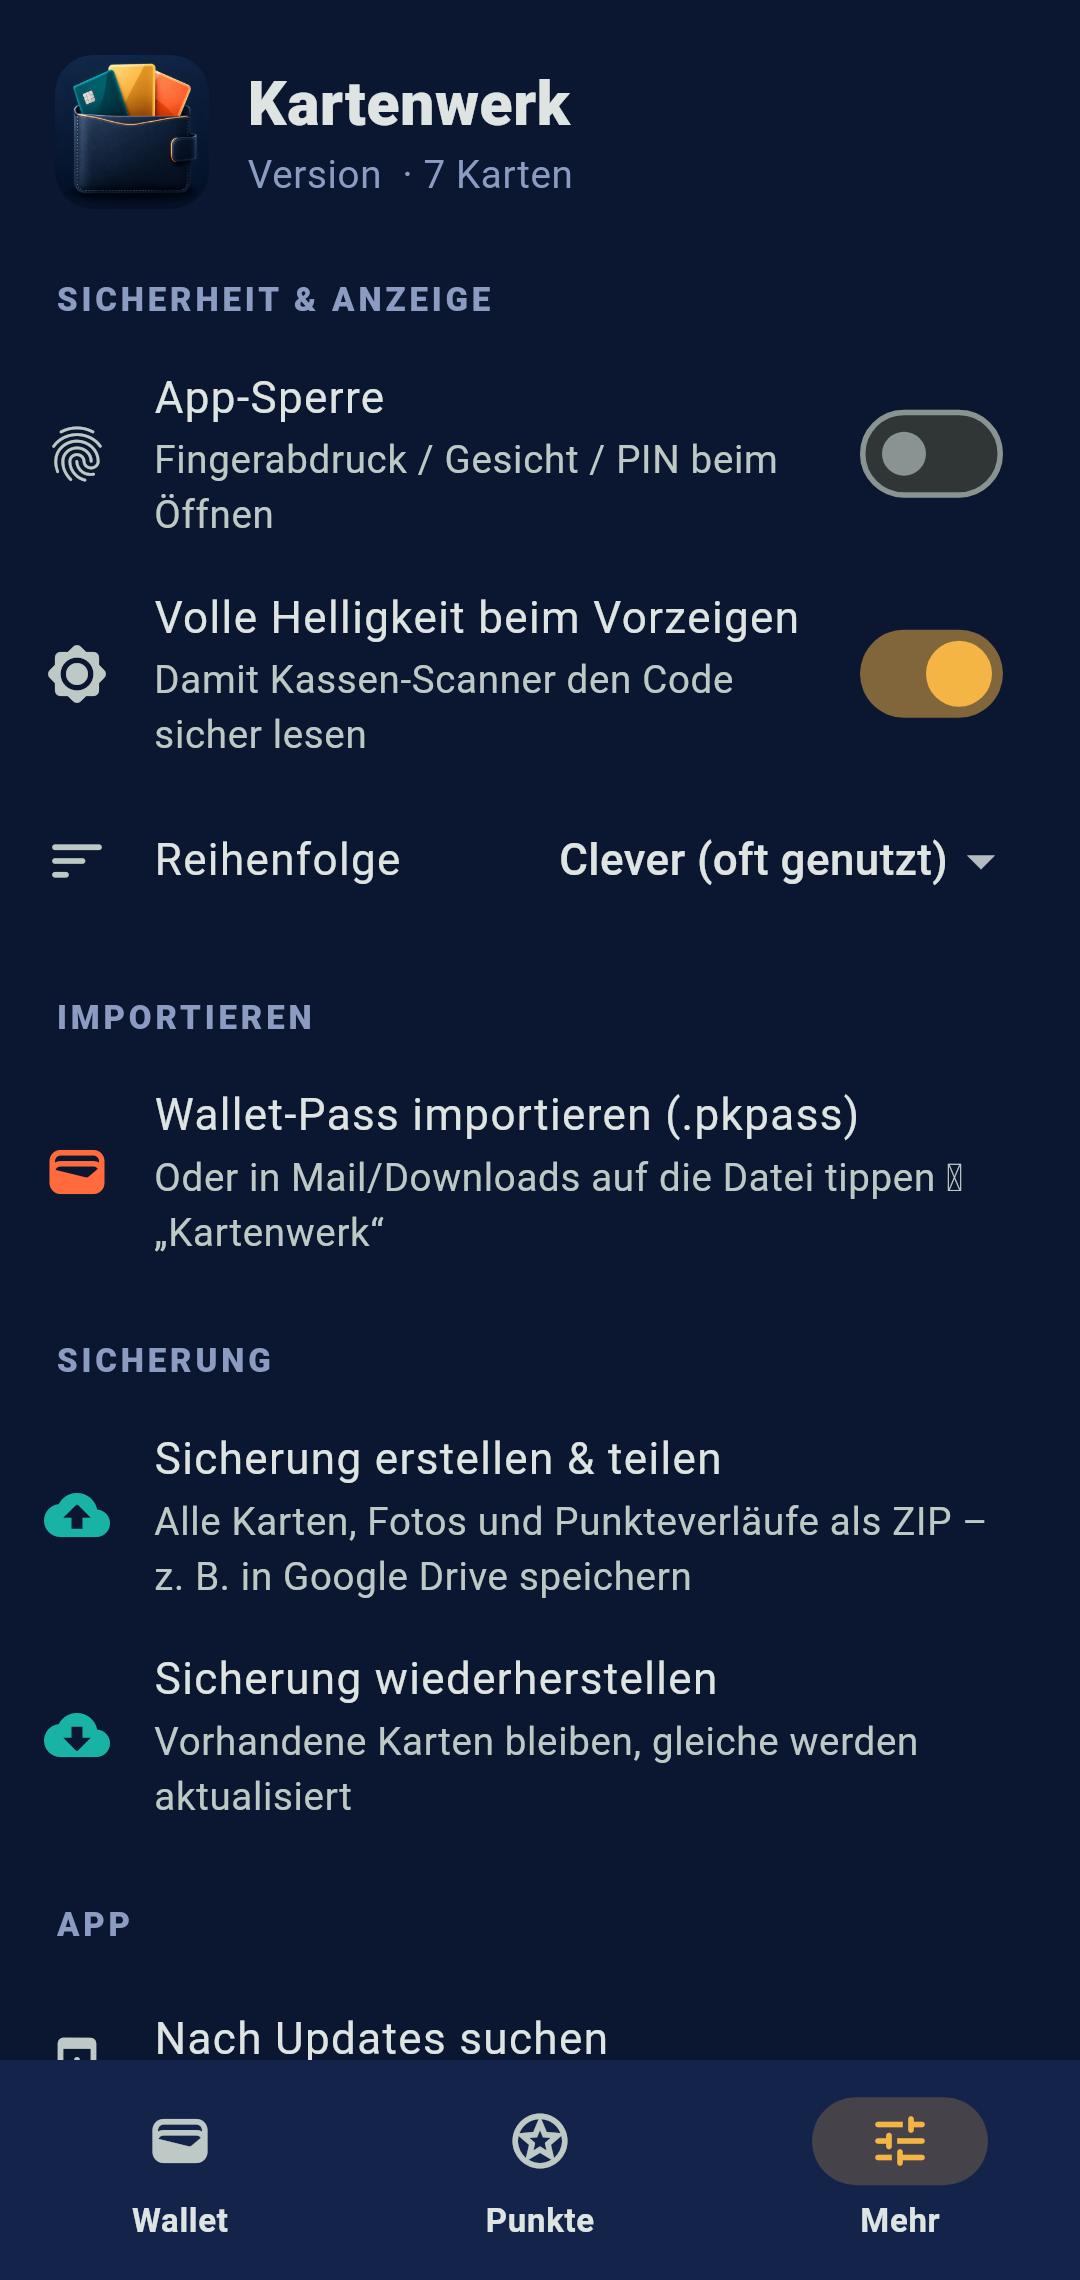 Kartenwerk
Version · 7 Karten
SICHERHEIT & ANZEIGE
App-Sperre
Fingerabdruck / Gesicht / PIN beim
Öffnen
Volle Helligkeit beim Vorzeigen
Damit Kassen-Scanner den Code
sicher lesen
Reihenfolge
Clever (oft genutzt)
IMPORTIEREN
Wallet-Pass importieren (.pkpass)
Oder in Mail/Downloads auf die Datei tippen
„Kartenwerk“
SICHERUNG
Sicherung erstellen & teilen
Alle Karten, Fotos und Punkteverläufe als ZIP –
z. B. in Google Drive speichern
Sicherung wiederherstellen
Vorhandene Karten bleiben, gleiche werden
aktualisiert
APP
Nach Updates suchen
Wallet
Punkte
Mehr